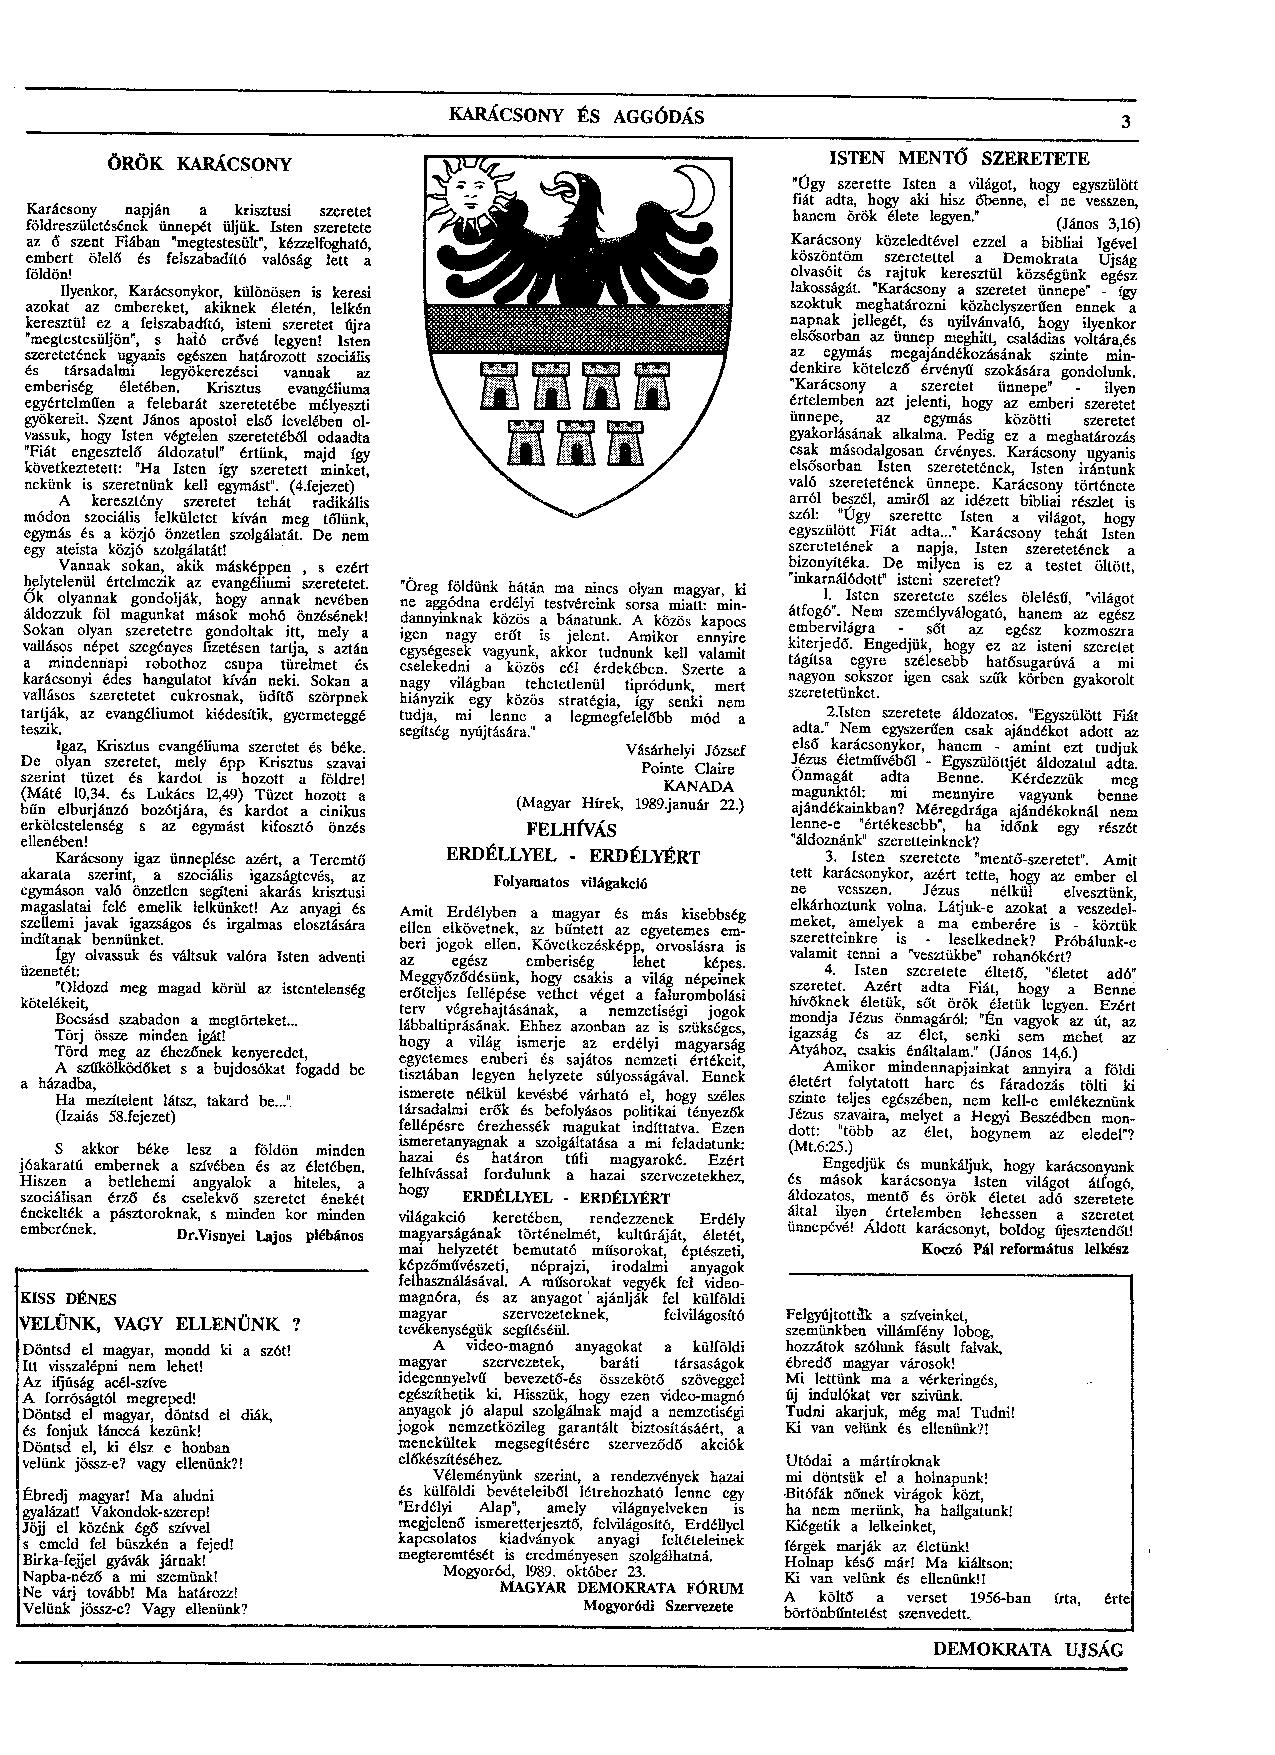 KARÁCSONY ÉS AGGÓDÁS
3
ÖRÖK KARÁCSONY
Karácsony napján a krisztusi szeretet
földreszületésének ünnepét üljük. Isten szeretete
az ő szent Fiában "megtestesült", kézzelfogható,
embert ölelő és felszabadító valóság lett a
földön!
Ilyenkor, Karácsonykor, különösen is keresi
azokat az embereket, akiknek életén, lelkén
keresztül ez a felszabadító, isteni szeretet újra
"megtestesüljön", s ható erővé legyen! Isten
szeretetének ugyanis egészen határozott szociális
és társadalmi legyökerezései vannak az
emberiség életében. Krisztus evangéliuma
egyértelműen a felebarát szeretetébe mélyeszti
gyökereit. Szent János apostol első levelében ol-
vassuk, hogy Isten végtelen szeretetéből odaadta
"Fiát engesztelő áldozatul" értünk, majd így
következtetett: "Ha Isten így szeretett minket,
nekünk is szeretnünk kell egymást". (4.fejezet)
A keresztény szeretet tehát radikális
módon szociális lelkületet kíván meg tőlünk,
egymás és a közjó önzetlen szolgálatát. De nem
egy ateista közjó szolgálatát!
Vannak sokan, akik másképpen , s ezért
helytelenül értelmezik az evangéliumi szeretetet.
Ők olyannak gondolják, hogy annak nevében
áldozzuk föl magunkat mások mohó önzésének!
Sokan olyan szeretetre gondoltak itt, mely a
vallásos népet szegényes fizetésen tartja, s aztán
a mindennapi robothoz csupa türelmet és
karácsonyi édes hangulatot kíván neki. Sokan a
vallásos szeretetet cukrosnak, üdítő szörpnek
tartják, az evangéliumot kiédesítik, gyermeteggé
teszik.
Igaz, Krisztus evangéliuma szeretet és béke.
De olyan szeretet, mely épp Krisztus szavai
szerint tüzet és kardot is hozott a földre!
(Máté 10,34. és Lukács 12,49) Tüzet hozott a
bűn elburjánzó bozótjára, és kardot a cinikus
erkölcstelenség s az egymást kifosztó önzés
ellenében!
Karácsony igaz ünneplése azért, a Teremtő
akarata szerint, a szociális igazságtevés, az
egymáson való önzetlen segíteni akarás krisztusi
magaslatai felé emelik lelkünket! Az anyagi és
szellemi javak igazságos és irgalmas elosztására
indítanak bennünket.
Így olvassuk és váltsuk valóra Isten adventi
üzenetét:
"Oldozd meg magad körül az istentelenség
kötelékeit,
Bocsásd szabadon a megtörteket...
Törj össze minden igát!
Törd meg az éhezőnek kenyeredet,
A szűkölködőket s a bujdosókat fogadd be
a házadba,
Ha mezítelent látsz, takard be..."
(Izaiás 58.fejezet)
S akkor béke lesz a földön minden
jóakaratú embernek a szívében és az életében.
Hiszen a betlehemi angyalok a hiteles, a
szociálisan érző és cselekvő szeretet énekét
énekelték a pásztoroknak, s minden kor minden
emberének.
Dr.Visnyei Lajos plébános
"Öreg földünk hátán ma nincs olyan magyar, ki
ne aggódna erdélyi testvéreink sorsa miatt: min-
dannyinknak közös a bánatunk. A közös kapocs
igen nagy erőt is jelent. Amikor ennyire
egységesek vagyunk, akkor tudnunk kell valamit
cselekedni a közös cél érdekében. Szerte a
nagy világban tehetetlenül tipródunk, mert
hiányzik egy közös stratégia, így senki nem
tudja, mi lenne a legmegfelelőbb mód a
segítség nyújtására."
Vásárhelyi József
Pointe Claire
KANADA
(Magyar Hírek, 1989.január 22.)
FELHÍVÁS
ERDÉLLYEL - ERDÉLYÉRT
Folyamatos világakció
Amit Erdélyben a magyar és más kisebbség
ellen elkövetnek, az bűntett az egyetemes em-
beri jogok ellen. Következésképp, orvoslásra is
az egész emberiség lehet képes.
Meggyőződésünk, hogy csakis a világ népeinek
erőteljes fellépése vethet véget a falurombolási
terv végrehajtásának, a nemzetiségi jogok
lábbaltiprásának. Ehhez azonban az is szükséges,
hogy a világ ismerje az erdélyi magyarság
egyetemes emberi és sajátos nemzeti értékeit,
tisztában legyen helyzete súlyosságával. Ennek
ismerete nélkül kevésbé várható el, hogy széles
társadalmi erők és befolyásos politikai tényezők
fellépésre érezhessék magukat indíttatva. Ezen
ismeretanyagnak a szolgáltatása a mi feladatunk:
hazai és határon túli magyaroké. Ezért
felhívással fordulunk a hazai szervezetekhez,
hogy
ERDÉLLYEL - ERDÉLYÉRT
világakció keretében, rendezzenek Erdély
magyarságának történelmét, kultúráját, életét,
mai helyzetét bemutató műsorokat, építészeti,
képzőművészeti, néprajzi, irodalmi anyagok
felhasználásával. A műsorokat vegyék fel video-
magnóra, és az anyagot ajánlják fel külföldi
magyar szervezeteknek, felvilágosító
tevékenységük segítéséül.
A video-magnó anyagokat a külföldi
magyar szervezetek, baráti társaságok
idegennyelvű bevezető-és összekötő szöveggel
egészíthetik ki. Hisszük, hogy ezen video-magnó
anyagok jó alapul szolgálnak majd a nemzetiségi
jogok nemzetközileg garantált biztosításáért, a
menekültek megsegítésére szerveződő akciók
előkészítéséhez.
Véleményünk szerint, a rendezvények hazai
és külföldi bevételeiből létrehozható lenne egy
"Erdélyi Alap", amely világnyelveken is
megjelenő ismeretterjesztő, felvilágosító, Erdéllyel
kapcsolatos kiadványok anyagi feltételeinek
megteremtését is eredményesen szolgálhatná.
Mogyoród, 1989. október 23.
MAGYAR DEMOKRATA FÓRUM
Mogyoródi Szervezete
ISTEN MENTŐ SZERETETE
"Úgy szerette Isten a világot, hogy egyszülött
fiát adta, hogy aki hisz őbenne, el ne vesszen,
hanem örök élete legyen."
(János 3,16)
Karácsony közeledtével ezzel a bibliai Igével
köszöntöm szeretettel a Demokrata Ujság
olvasóit és rajtuk keresztül községünk egész
lakosságát. "Karácsony a szeretet ünnepe" - így
szoktuk meghatározni közhelyszerűen ennek a
napnak jellegét, és nyilvánvaló, hogy ilyenkor
elsősorban az ünnep meghitt, családias voltára,és
az egymás megajándékozásának szinte min-
denkire kötelező érvényű szokására gondolunk.
"Karácsony a szeretet ünnepe" - ilyen
értelemben azt jelenti, hogy az emberi szeretet
ünnepe, az egymás közötti szeretet
gyakorlásának alkalma. Pedig ez a meghatározás
csak másodalgosan érvényes. Karácsony ugyanis
elsősorban Isten szeretetének, Isten irántunk
való szeretetének ünnepe. Karácsony története
arról beszél, amiről az idézett bibliai részlet is
szól: "Úgy szerette Isten a világot, hogy
egyszülött Fiát adta..." Karácsony tehát Isten
szeretetének a napja, Isten szeretetének a
bizonyítéka. De milyen is ez a testet öltött,
"inkarnálódott" isteni szeretet?
1. Isten szeretete széles ölelésű, "világot
átfogó". Nem személyválogató, hanem az egész
embervilágra - sőt az egész kozmoszra
kiterjedő. Engedjük, hogy ez az isteni szeretet
tágítsa egyre szélesebb hatósugarúvá a mi
nagyon sokszor igen csak szűk körben gyakorolt
szeretetünket.
2.Isten szeretete áldozatos. "Egyszülött Fiát
adta." Nem egyszerűen csak ajándékot adott az
első karácsonykor, hanem - amint ezt tudjuk
Jézus életművéből - Egyszülöttjét áldozatul adta.
Önmagát adta Benne. Kérdezzük meg
magunktól: mi mennyire vagyunk benne
ajándékainkban? Méregdrága ajándékoknál nem
lenne-e "értékesebb", ha időnk egy részét
"áldoznánk" szeretteinknek?
3. Isten szeretete "mentő-szeretet". Amit
tett karácsonykor, azért tette, hogy az ember el
ne vesszen. Jézus nélkül elvesztünk,
elkárhoztunk volna. Látjuk-e azokat a veszedel-
meket, amelyek a ma emberére is - köztük
szeretteinkre is - leselkednek? Próbálunk-e
valamit tenni a "vesztükbe" rohanókért?
4. Isten szeretete éltető, "életet adó"
szeretet. Azért adta Fiát, hogy a Benne
hívőknek életük, sőt örök életük legyen. Ezért
mondja Jézus önmagáról: "Én vagyok az út, az
igazság és az élet, senki sem mehet az
Atyához, csakis énáltalam." (János 14,6.)
Amikor mindennapjainkat annyira a földi
életért folytatott harc és fáradozás tölti ki
szinte teljes egészében, nem kell-e emlékeznünk
Jézus szavaira, melyet a Hegyi Beszédben mon-
dott: "több az élet, hogynem az eledel"?
(Mt.6:25.)
Engedjük és munkáljuk, hogy karácsonyunk
és mások karácsonya Isten világot átfogó,
áldozatos, mentő és örök életet adó szeretete
által ilyen értelemben lehessen a szeretet
ünnepévé! Áldott karácsonyt, boldog újesztendőt!
Koczó Pál református lelkész
KISS DÉNES
VELÜNK, VAGY ELLENÜNK ?
Döntsd el magyar, mondd ki a szót!
Itt visszalépni nem lehet!
Az ifjúság acél-szíve
A forróságtól megreped!
Döntsd el magyar, döntsd el diák,
és fonjuk lánccá kezünk!
Döntsd el, ki élsz e honban
velünk jössz-e? vagy ellenünk?!
Ébredj magyar! Ma aludni
gyalázat! Vakondok-szerep!
Jöjj el közénk égő szívvel
s emeld fel büszkén a fejed!
Birka-fejjel gyávák járnak!
Napba-néző a mi szemünk!
Ne várj tovább! Ma határozz!
Velünk jössz-e? Vagy ellenünk?
Felgyújtottuk a szíveinket,
szemünkben villámfény lobog,
hozzátok szólunk fásult falvak,
ébredő magyar városok!
Mi lettünk ma a vérkeringés,
új indulókat ver szivünk.
Tudni akarjuk, még ma! Tudni!
Ki van velünk és ellenünk?!
Utódai a mártíroknak
mi döntsük el a holnapunk!
Bitófák nőnek virágok közt,
ha nem merünk, ha hallgatunk!
Kiégetik a lelkeinket,
férgek marják az életünk!
Holnap késő már! Ma kiáltson:
Ki van velünk és ellenünk!I
A költő a verset 1956-ban írta, érte
börtönbűntetést szenvedett.
DEMOKRATA UJSÁG